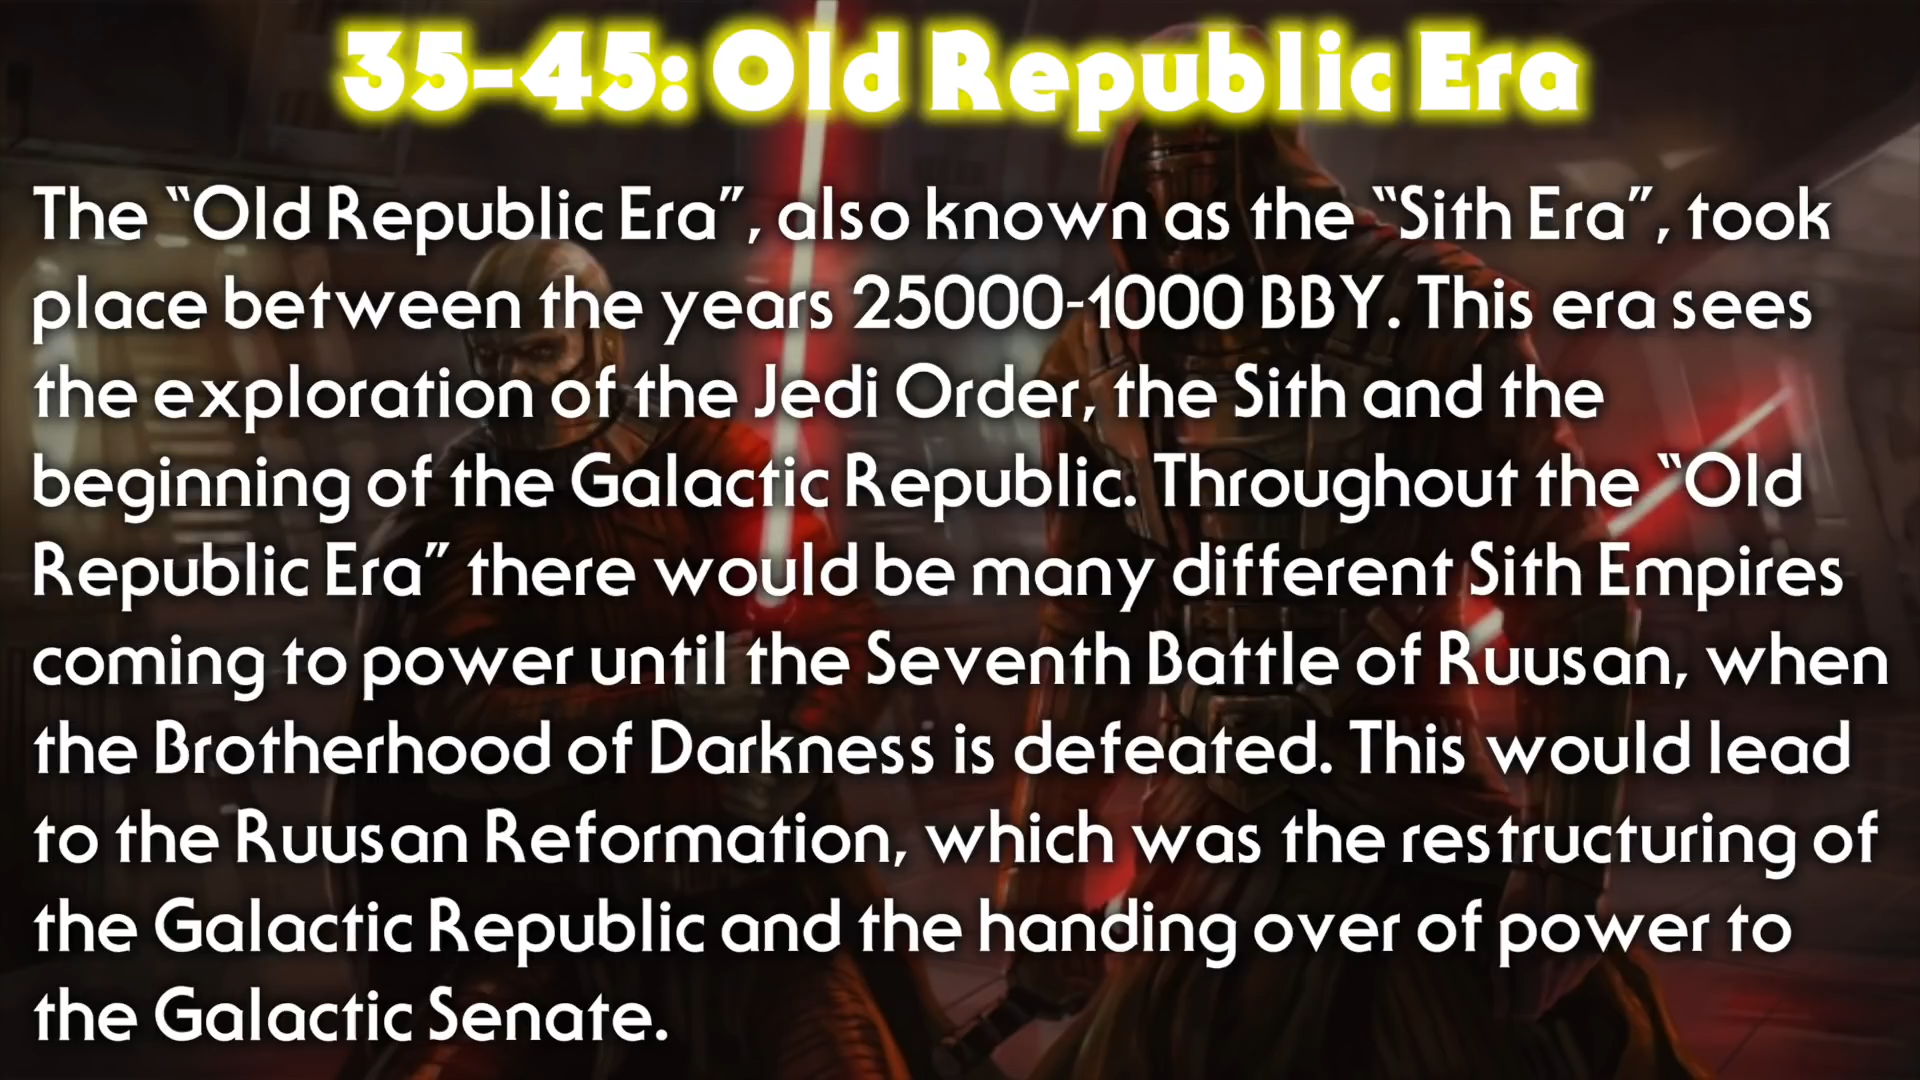 35-45: Old Republic Era
The “Old Republic Era”, also known as the “Sith Era”, took
place between the years 25000-1000 BBY. This era sees
the exploration of the Jedi Order, the Sith and the
beginning of the Galactic Republic. Throughout the “Old
Republic Era” there would be many different Sith Empires
coming to power until the Seventh Battle of Ruusan, when
the Brotherhood of Darkness is defeated. This would lead
to the Ruusan Reformation, which was the restructuring of
the Galactic Republic and the handing over of power to
the Galactic Senate.